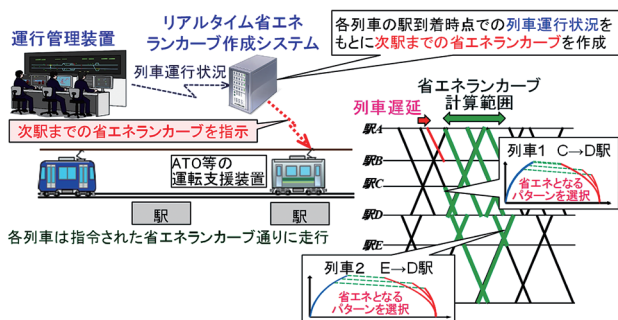 運行管理装置
リアルタイム省エネ
ランカーブ作成システム
列車運行状況
各列車の駅到着時点での列車運行状況を
もとに次駅までの省エネランカーブを作成
次駅までの省エネランカーブを指示
ATO等の
運転支援装置
駅
駅
各列車は指令された省エネランカーブ通りに走行
列車遅延
省エネランカーブ
計算範囲
駅A
駅B
駅C
駅D
駅E
列車1 C→D駅
省エネとなる
パターンを選択
列車2 E→D駅
省エネとなる
パターンを選択